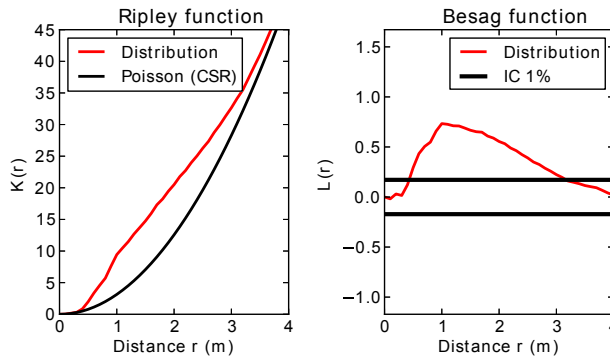 Ripley function
K(r)
45
40
35
30
25
20
15
10
5
0
Distribution
Poisson (CSR)
0 1 2 3 4
Distance r (m)
Besag function
L(r)
1.5
1.0
0.5
0.0
−0.5
−1.0
Distribution
IC 1%
0 1 2 3 4
Distance r (m)